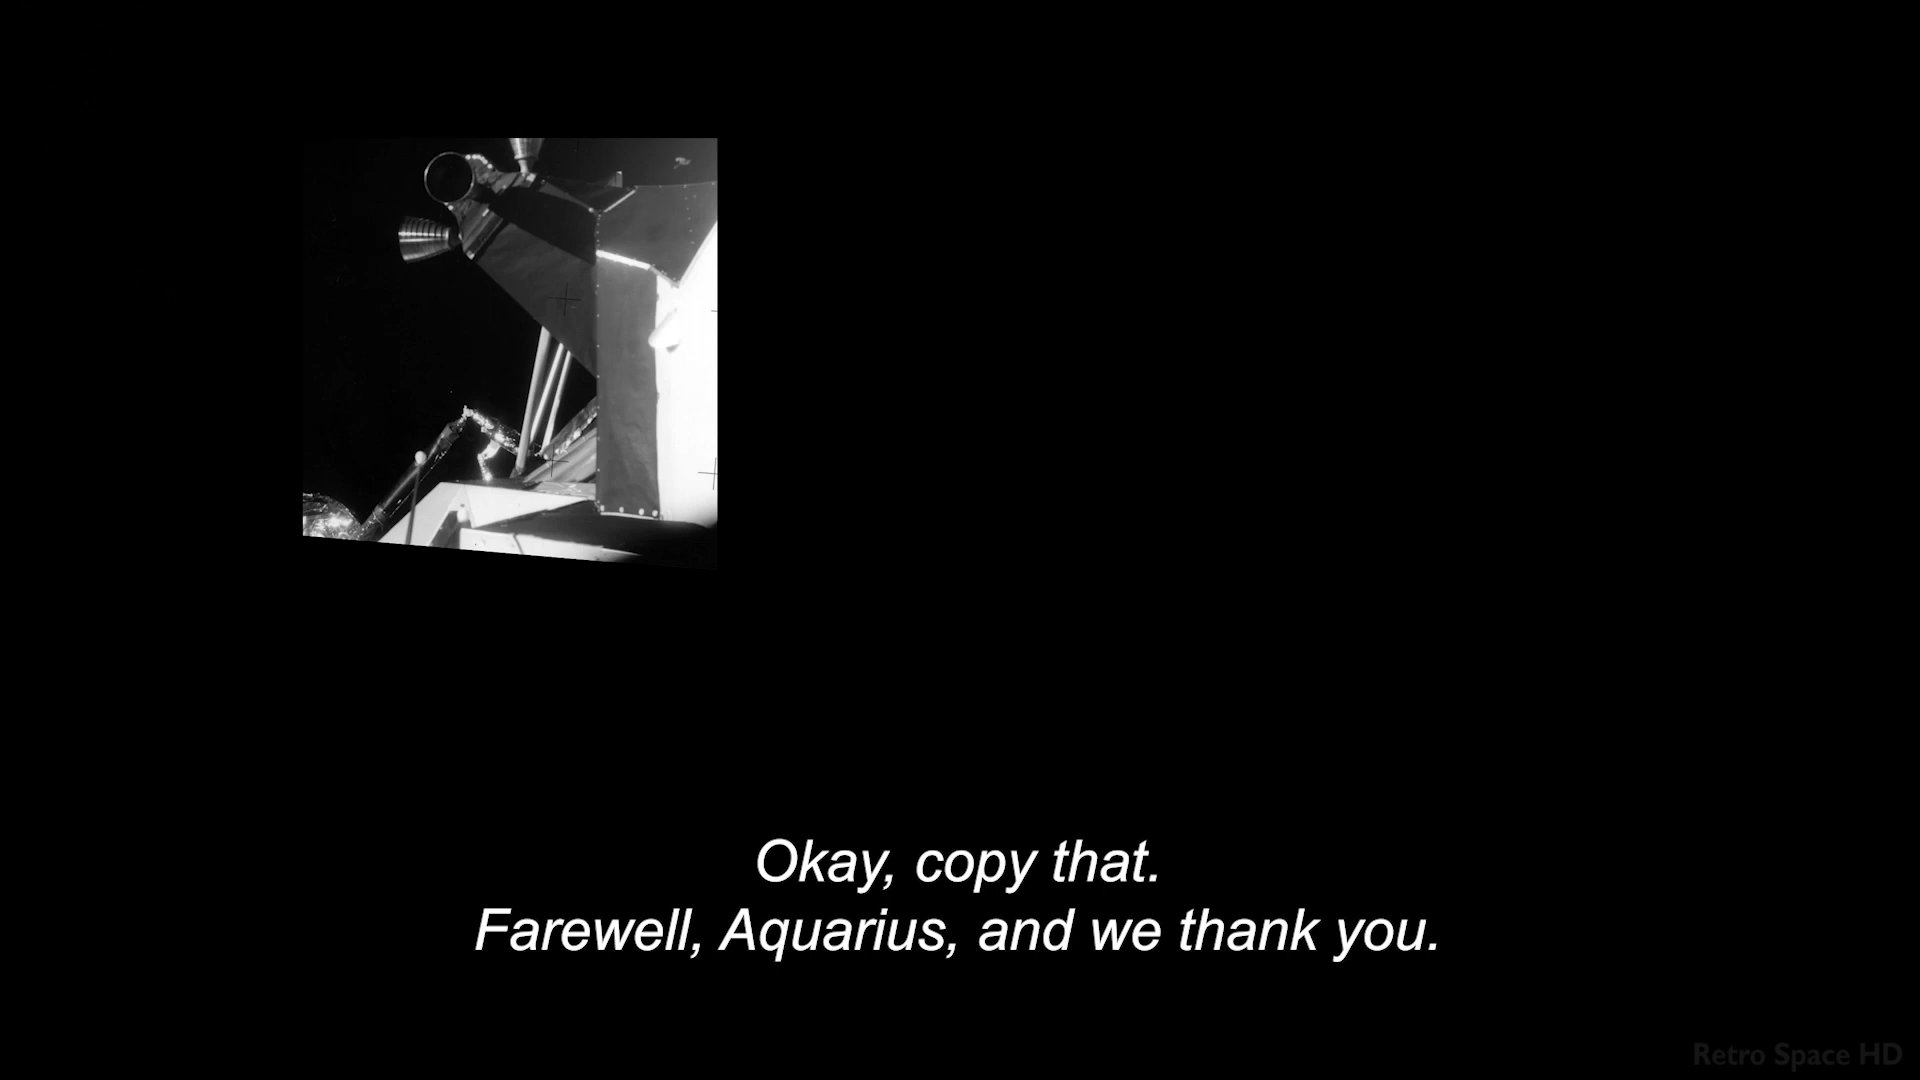 Okay, copy that.
Farewell, Aquarius, and we thank you.
Retro Space HD